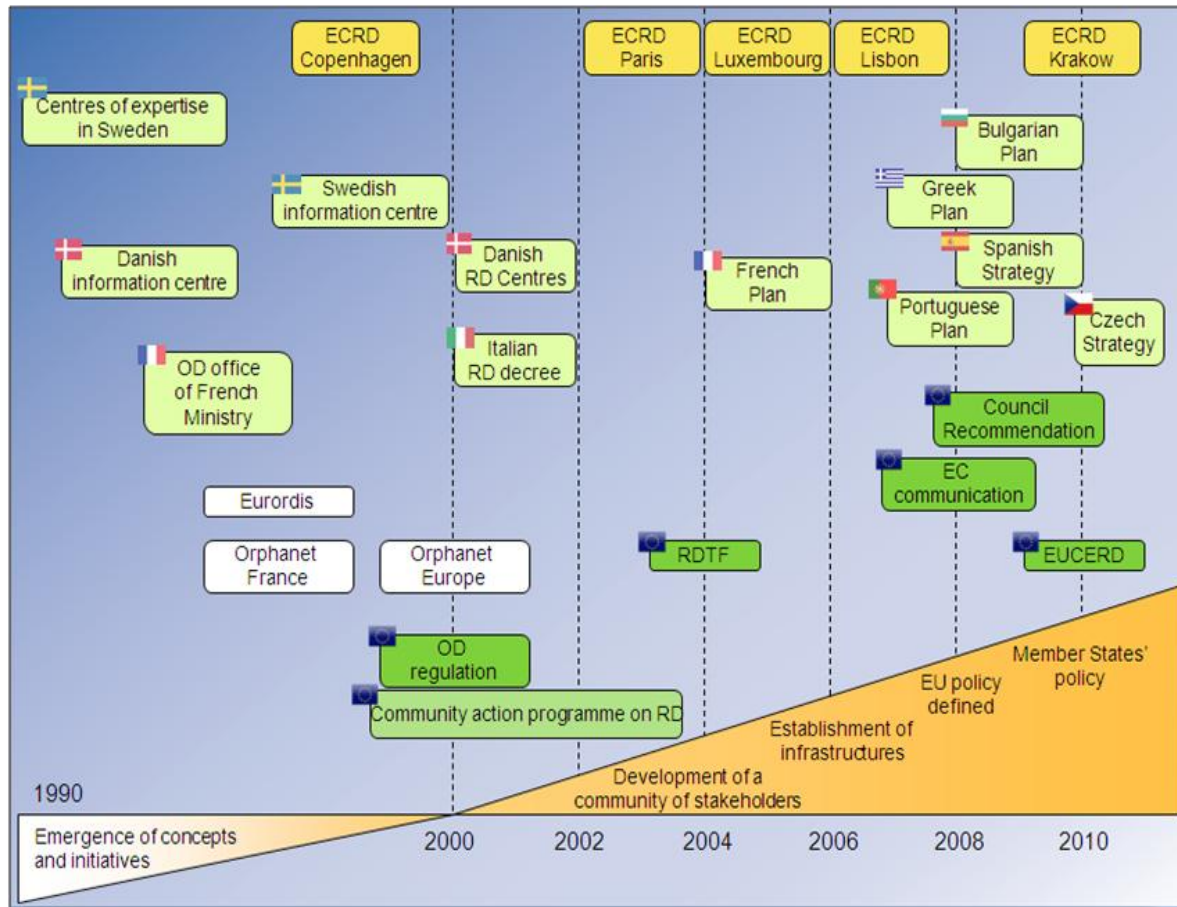 ECRD
Copenhagen
ECRD
Paris
ECRD
Luxembourg
ECRD
Lisbon
ECRD
Krakow
Centres of expertise
in Sweden
Bulgarian
Plan
Swedish
information centre
Greek
Plan
Danish
information centre
Danish
RD Centres
French
Plan
Spanish
Strategy
Portuguese
Plan
Czech
Strategy
OD office
of French
Ministry
Italian
RD decree
Council
Recommendation
EC
communication
Eurordis
Orphanet
France
Orphanet
Europe
RDTF
EUCERD
OD
regulation
Community action programme on RD
Member States'
policy
EU policy
defined
Establishment of
infrastructures
Development of a
community of stakeholders
1990
Emergence of concepts
and initiatives
2000
2002
2004
2006
2008
2010